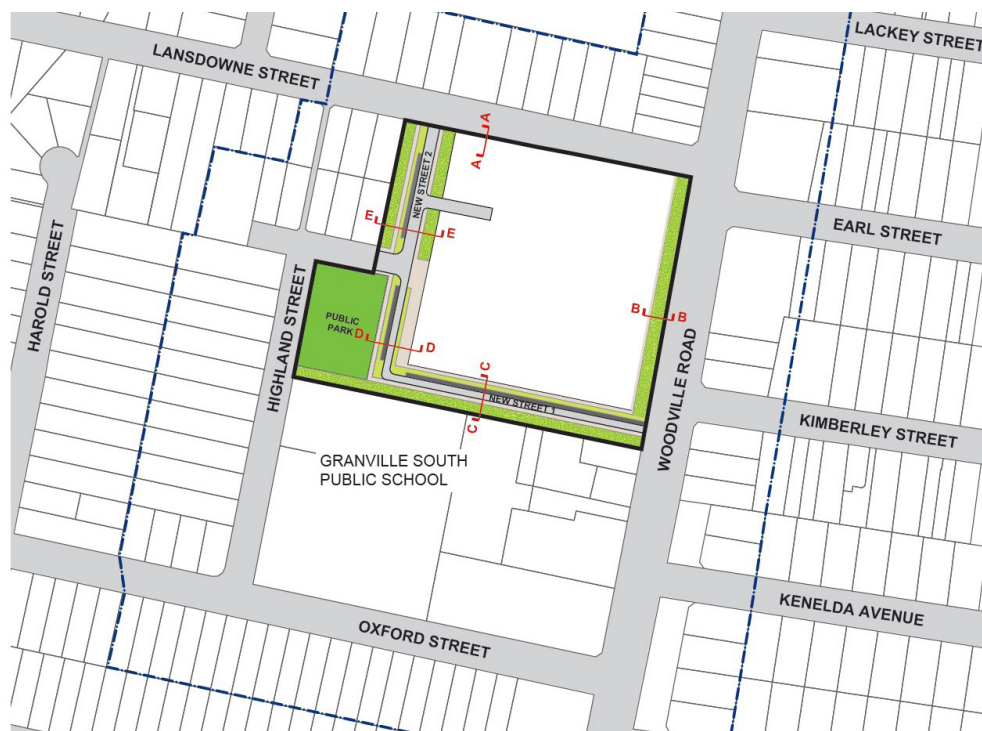 LACKEY STREET
LANSDOWNE STREET
A
A
NEW STREET 2
E
E
EARL STREET
HAROLD STREET
HIGHLAND STREET
PUBLIC
PARK
D
D
B
B
WOODVILLE ROAD
C
NEW STREET 1
C
KIMBERLEY STREET
GRANVILLE SOUTH
PUBLIC SCHOOL
KENELDA AVENUE
OXFORD STREET